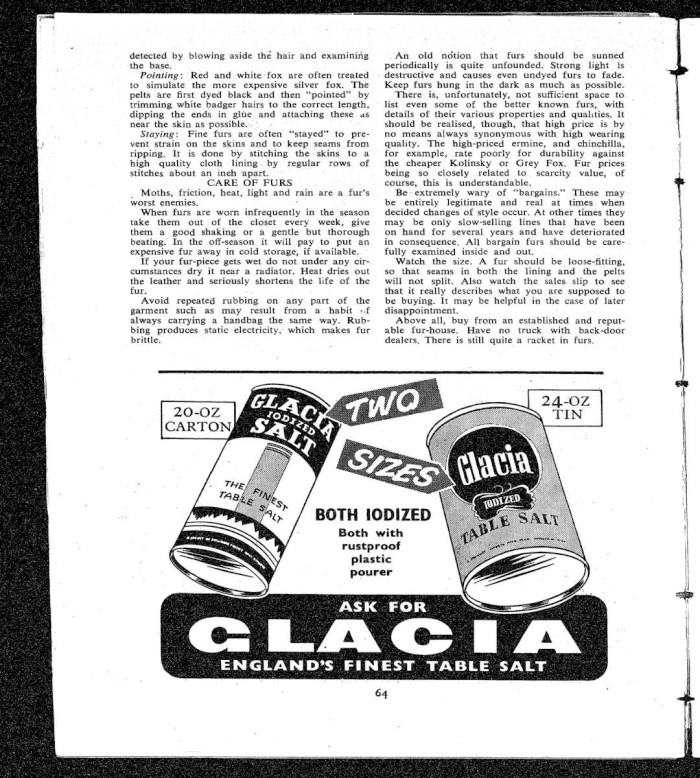 detected by blowing aside the hair and examining
the base.
Pointing: Red and white fox are often treated
to simulate the more expensive silver fox. The
pelts are first dyed black and then "pointed" by
trimming white badger hairs to the correct length,
dipping the ends in glue and attaching these as
near the skin as possible.
Staying: Fine furs are often "stayed" to pre-
vent strain on the skins and to keep seams from
ripping. It is done by stitching the skins to a
high quality cloth lining by regular rows of
stitches about an inch apart.
CARE OF FURS
Moths, friction, heat, light and rain are a fur's
worst enemies.
When furs are worn infrequently in the season
take them out of the closet every week, give
them a good shaking or a gentle but thorough
beating. In the off-season it will pay to put an
expensive fur away in cold storage, if available.
If your fur-piece gets wet do not under any cir-
cumstances dry it near a radiator. Heat dries out
the leather and seriously shortens the life of the
fur.
Avoid repeated rubbing on any part of the
garment such as may result from a habit of
always carrying a handbag the same way. Rub-
bing produces static electricity, which makes fur
brittle.
An old notion that furs should be sunned
periodically is quite unfounded. Strong light is
destructive and causes even undyed furs to fade.
Keep furs hung in the dark as much as possible.
There is, unfortunately, not sufficient space to
list even some of the better known furs, with
details of their various properties and qualities. It
should be realised, though, that high price is by
no means always synonymous with high wearing
quality. The high-priced ermine, and chinchilla,
for example, rate poorly for durability against
the cheaper Kolinsky or Grey Fox. Fur prices
being so closely related to scarcity value, of
course, this is understandable.
Be extremely wary of "bargains." These may
be entirely legitimate and real at times when
decided changes of style occur. At other times they
may be only slow-selling lines that have been
on hand for several years and have deteriorated
in consequence. All bargain furs should be care-
fully examined inside and out.
Watch the size. A fur should be loose-fitting,
so that seams in both the lining and the pelts
will not split. Also watch the sales slip to see
that it really describes what you are supposed to
be buying. It may be helpful in the case of later
disappointment.
Above all, buy from an established and reput-
able fur-house. Have no truck with back-door
dealers. There is still quite a racket in furs.
20-OZ
CARTON
GLACIA
IODIZED
SALT
THE FINEST
TABLE SALT
TWO
SIZES
24-OZ
TIN
Glacia
IODIZED
TABLE SALT
BOTH IODIZED
Both with
rustproof
plastic
pourer
ASK FOR
GLACIA
ENGLAND'S FINEST TABLE SALT
64